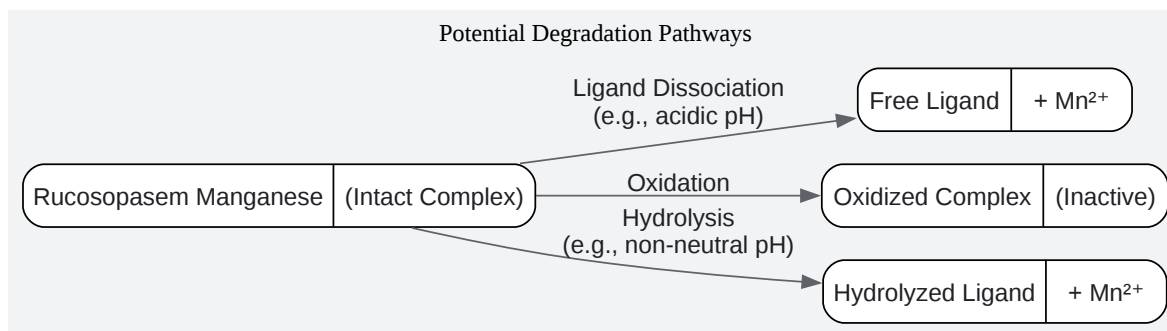 Potential Degradation Pathways
Ligand Dissociation
(e.g., acidic pH)
Free Ligand + Mn²⁺
Rucosopasem Manganese (Intact Complex)
Oxidation
Oxidized Complex (Inactive)
Hydrolysis
(e.g., non-neutral pH)
Hydrolyzed Ligand + Mn²⁺